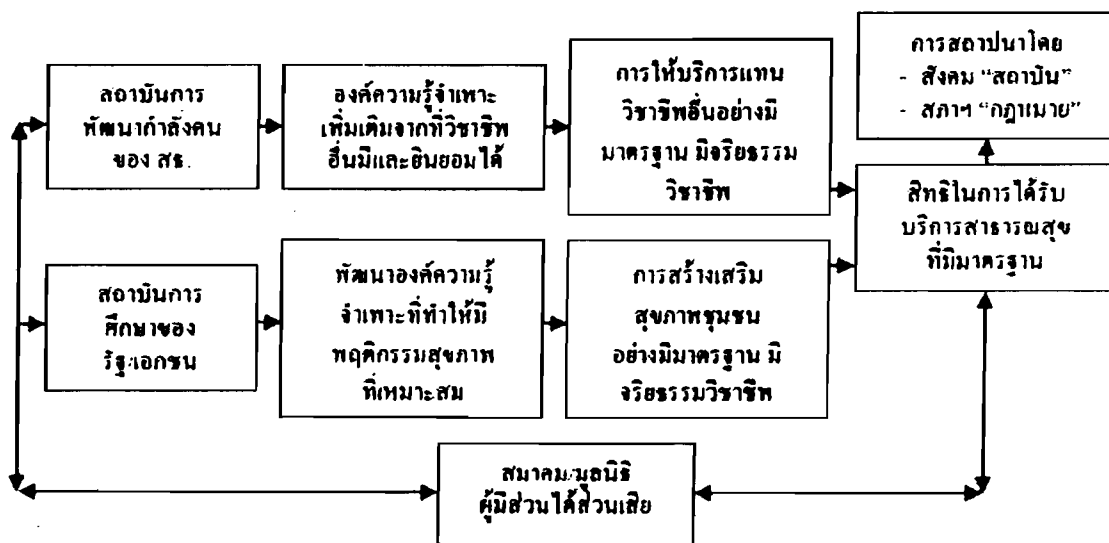 สถาบันการ
พัฒนากำลังคน
ของ สธ.
องค์ความรู้จำเพาะ
เพิ่มเติมจากที่วิชาชีพ
อื่นมีและยินยอมได้
การให้บริการแทน
วิชาชีพอื่นอย่างมี
มาตรฐาน มีจริยธรรม
วิชาชีพ
การสถาปนาโดย
- สังคม “สถาบัน”
- สภาฯ “กฎหมาย”
สิทธิในการได้รับ
บริการสาธารณสุข
ที่มีมาตรฐาน
สถาบันการ
ศึกษาของ
รัฐ/เอกชน
พัฒนาองค์ความรู้
จำเพาะที่ทำให้มี
พฤติกรรมสุขภาพ
ที่เหมาะสม
การสร้างเสริม
สุขภาพชุมชน
อย่างมีมาตรฐาน มี
จริยธรรมวิชาชีพ
สมาคม/มูลนิธิ
ผู้มีส่วนได้ส่วนเสีย